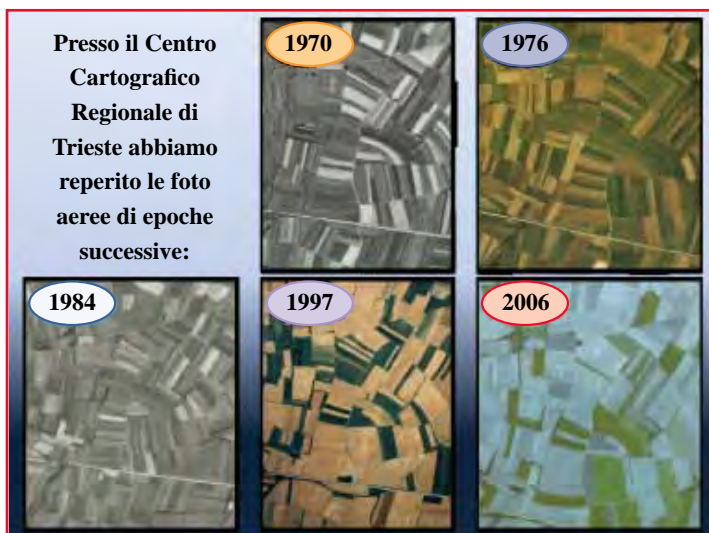 Presso il Centro
Cartografico
Regionale di
Trieste abbiamo
reperito le foto
aeree di epoche
successive:
1970
1976
1984
1997
2006